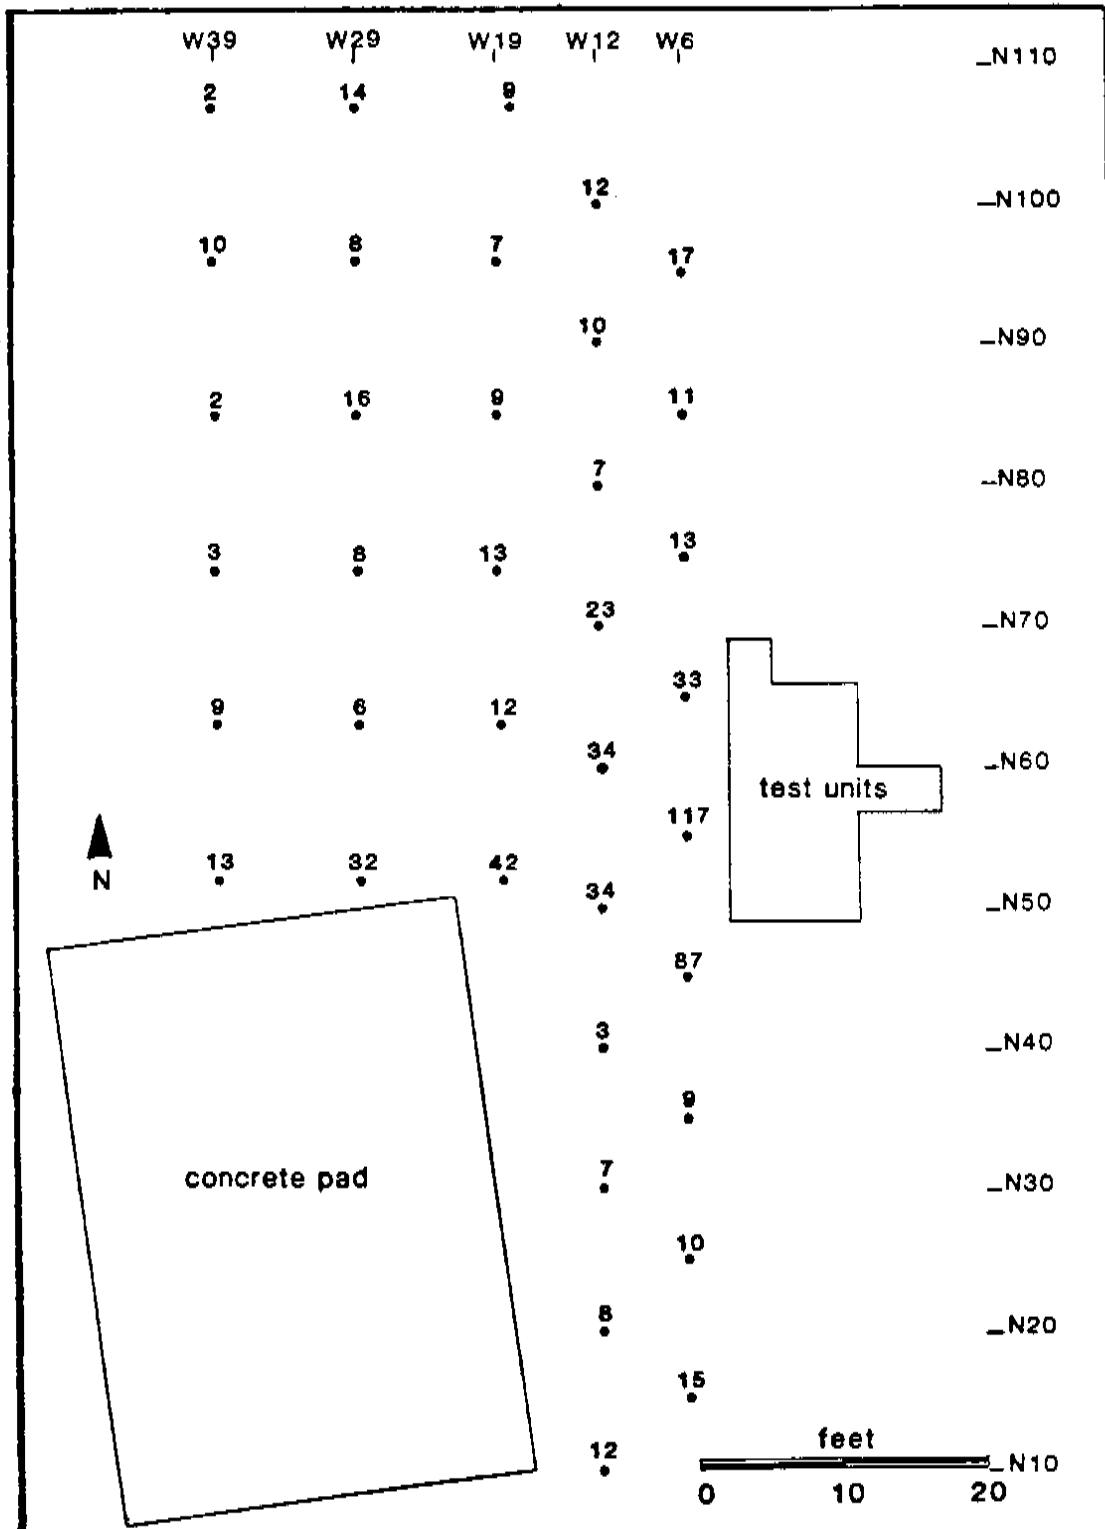 W39 W29 W19 W12 W6
N110
2 14 9
12
N100
10 8 7
17
10
N90
2 16 9 11
7
N80
13
3 8 13
23
N70
33
9 6 12
34
N60
test units
117
13 32 42
N
34
N50
87
3
N40
9
concrete pad
7
N30
10
8
N20
15
feet
12
N10
0 10 20